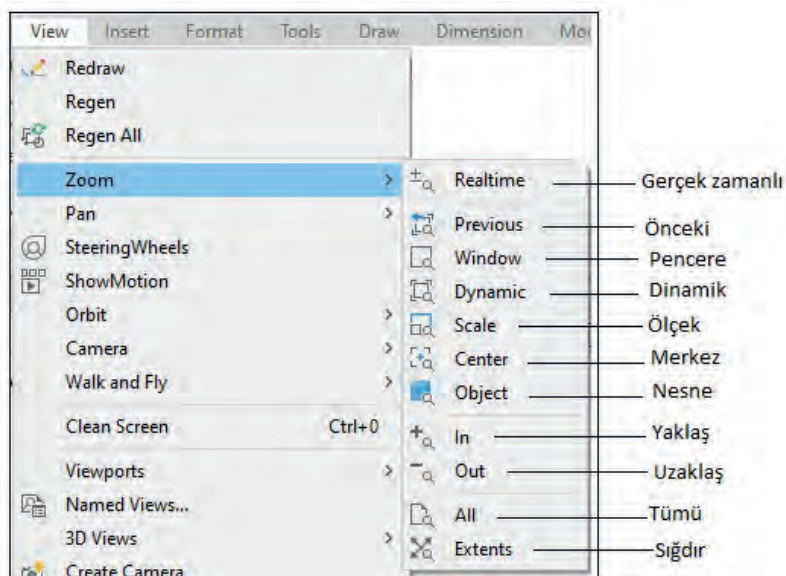 View Insert Format Tools Draw Dimension
Redraw
Regen
Regen All
Zoom Realtime Gerçek zamanlı
Pan Previous Önceki
SteeringWheels Window Pencere
ShowMotion Dynamic Dinamik
Orbit Scale Ölçek
Camera Center Merkez
Walk and Fly Object Nesne
Clean Screen Ctrl+0 In Yaklaş
Viewports Out Uzaklaş
Named Views... All Tümü
3D Views Extents Sığdır
Create Camera